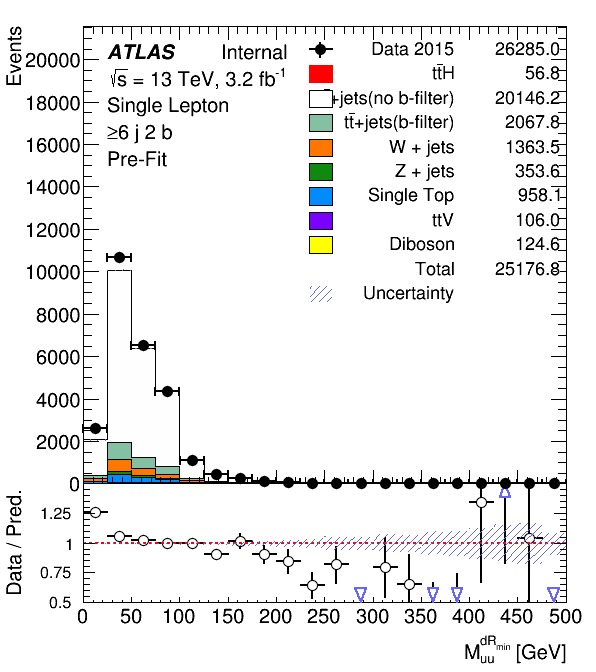 Events
20000
18000
16000
14000
12000
10000
8000
6000
4000
2000
0
ATLAS Internal
√s = 13 TeV, 3.2 fb⁻¹
Single Lepton
≥6 j 2 b
Pre-Fit
Data 2015 26285.0
tt̄H 56.8
+jets(no b-filter) 20146.2
tt̄+jets(b-filter) 2067.8
W + jets 1363.5
Z + jets 353.6
Single Top 958.1
ttV 106.0
Diboson 124.6
Total 25176.8
Uncertainty
Data / Pred.
1.25
1
0.75
0.5
0 50 100 150 200 250 300 350 400 450 500
M_uu^dR_min [GeV]